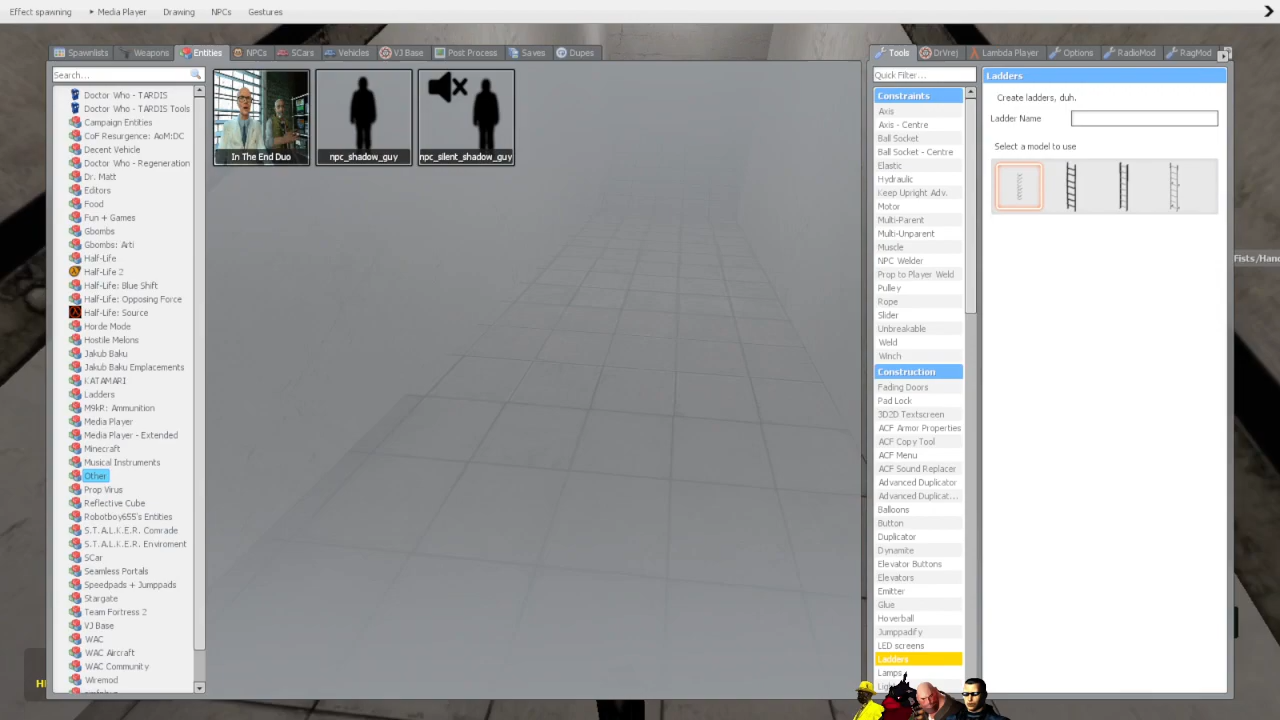 Effect spawning
Media Player
Drawing
NPCs
Gestures
Spawnlists
Weapons
Entities
NPCs
SCars
Vehicles
VJ Base
Post Process
Saves
Dupes
Search...
Doctor Who - TARDIS
Doctor Who - TARDIS Tools
Campaign Entities
CoF Resurgence: AoM:DC
Decent Vehicle
Doctor Who - Regeneration
Dr. Matt
Editors
Food
Fun + Games
Gbombs
Gbombs: Arti
Half-Life
Half-Life 2
Half-Life: Blue Shift
Half-Life: Opposing Force
Half-Life: Source
Horde Mode
Hostile Melons
Jakub Baku
Jakub Baku Emplacements
KATAMARI
Ladders
M9kR: Ammunition
Media Player
Media Player - Extended
Minecraft
Musical Instruments
Other
Prop Virus
Reflective Cube
Robotboy655's Entities
S.T.A.L.K.E.R. Comrade
S.T.A.L.K.E.R. Enviroment
SCar
Seamless Portals
Speedpads + Jumppads
Stargate
Team Fortress 2
VJ Base
WAC
WAC Aircraft
WAC Community
Wiremod
In The End Duo
npc_shadow_guy
npc_silent_shadow_guy
Tools
DrVrej
Lambda Player
Options
RadioMod
RagMod
Quick Filter...
Constraints
Axis
Axis - Centre
Ball Socket
Ball Socket - Centre
Elastic
Hydraulic
Keep Upright Adv.
Motor
Multi-Parent
Multi-Unparent
Muscle
NPC Welder
Prop to Player Weld
Pulley
Rope
Slider
Unbreakable
Weld
Winch
Construction
Fading Doors
Pad Lock
3D2D Textscreen
ACF Armor Properties
ACF Copy Tool
ACF Menu
ACF Sound Replacer
Advanced Duplicator
Advanced Duplicat...
Balloons
Button
Duplicator
Dynamite
Elevator Buttons
Elevators
Emitter
Glue
Hoverball
Jumppadify
LED screens
Ladders
Lamps
Ladders
Create ladders, duh.
Ladder Name
Select a model to use
Fists/Hand